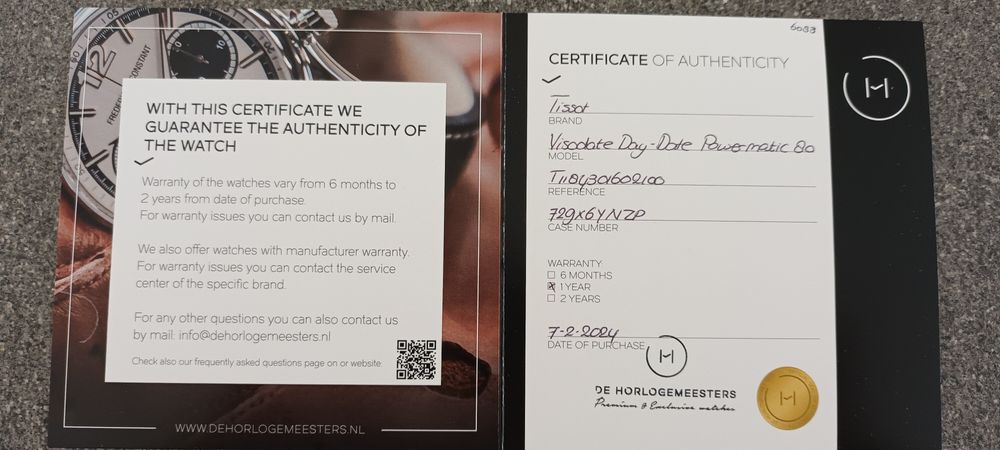 12
FREDERIQUE CONSTANT
WITH THIS CERTIFICATE WE
GUARANTEE THE AUTHENTICITY OF
THE WATCH
Warranty of the watches vary from 6 months to
2 years from date of purchase.
For warranty issues you can contact us by mail.
We also offer watches with manufacturer warranty.
For warranty issues you can contact the service
center of the specific brand.
For any other questions you can also contact us
by mail: info@dehorlogemeesters.nl
Check also our frequently asked questions page on or website.
WWW.DEHORLOGEMEESTERS.NL
CERTIFICATE OF AUTHENTICITY
Tissot
BRAND
Visodate Day-Date Powermatic 80
MODEL
T1184301602100
REFERENCE
729X6YNZP
CASE NUMBER
WARRANTY:
6 MONTHS
1 YEAR
2 YEARS
7-2-2024
DATE OF PURCHASE
H
DE HORLOGEMEESTERS
Premium & Exclusive watches
H
H